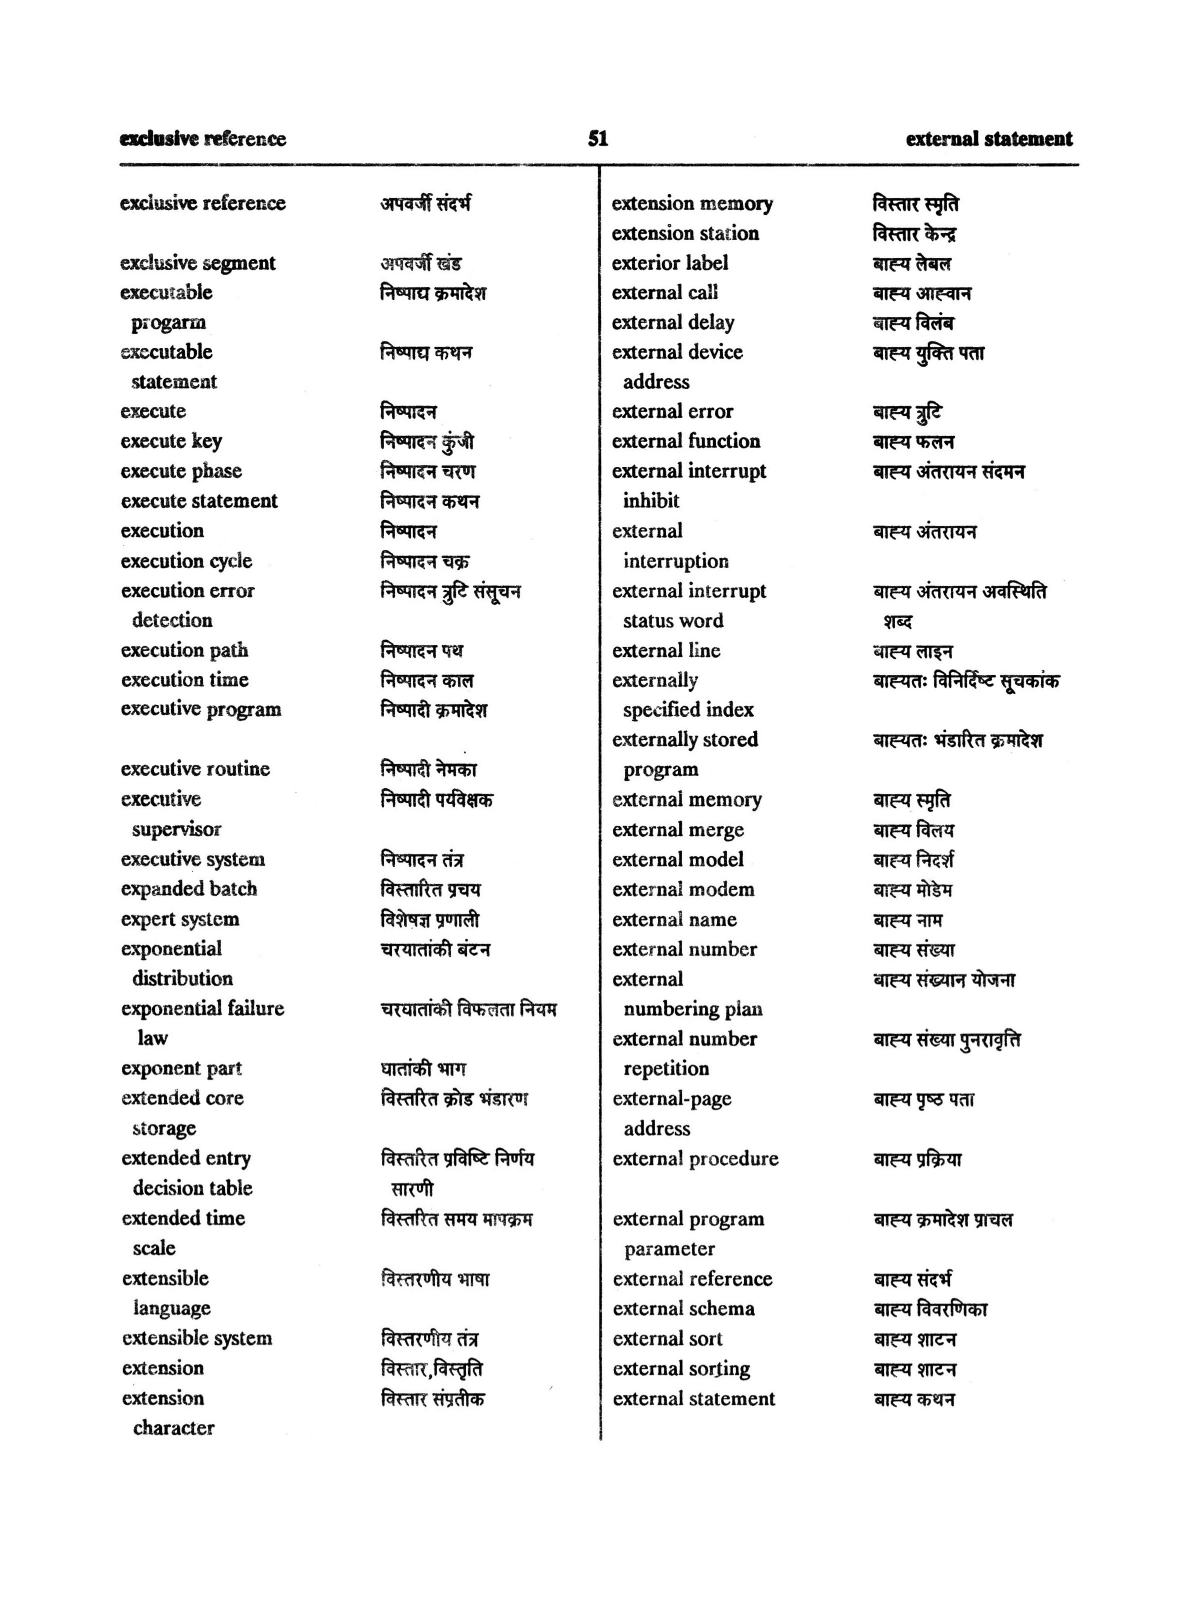 exclusive reference 51 external statement
exclusive reference अपवर्जी संदर्भ
exclusive segment अपवर्जी खंड
executable निष्पाद्य क्रमादेश
progarm
executable निष्पाद्य कथन
statement
execute निष्पादन
execute key निष्पादन कुंजी
execute phase निष्पादन चरण
execute statement निष्पादन कथन
execution निष्पादन
execution cycle निष्पादन चक्र
execution error निष्पादन त्रुटि संसूचन
detection
execution path निष्पादन पथ
execution time निष्पादन काल
executive program निष्पादी क्रमादेश
executive routine निष्पादी नेमका
executive निष्पादी पर्यवेक्षक
supervisor
executive system निष्पादन तंत्र
expanded batch विस्तारित प्रचय
expert system विशेषज्ञ प्रणाली
exponential चरयातांकी बंटन
distribution
exponential failure चरघातांकी विफलता नियम
law
exponent part घातांकी भाग
extended core विस्तरित क्रोड भंडारण
storage
extended entry विस्तरित प्रविष्टि निर्णय
decision table सारणी
extended time विस्तरित समय मापक्रम
scale
extensible विस्तरणीय भाषा
language
extensible system विस्तरणीय तंत्र
extension विस्तार,विस्तृति
extension विस्तार संप्रतीक
character
extension memory विस्तार स्मृति
extension station विस्तार केन्द्र
exterior label बाह्य लेबल
external call बाह्य आह्वान
external delay बाह्य विलंब
external device बाह्य युक्ति पता
address
external error बाह्य त्रुटि
external function बाह्य फलन
external interrupt बाह्य अंतरायन संदमन
inhibit
external बाह्य अंतरायन
interruption
external interrupt बाह्य अंतरायन अवस्थिति
status word शब्द
external line बाह्य लाइन
externally बाह्यतः विनिर्दिष्ट सूचकांक
specified index
externally stored बाह्यतः भंडारित क्रमादेश
program
external memory बाह्य स्मृति
external merge बाह्य विलय
external model बाह्य निदर्श
external modem बाह्य मोडेम
external name बाह्य नाम
external number बाह्य संख्या
external बाह्य संख्यान योजना
numbering plan
external number बाह्य संख्या पुनरावृत्ति
repetition
external-page बाह्य पृष्ठ पता
address
external procedure बाह्य प्रक्रिया
external program बाह्य क्रमादेश प्राचल
parameter
external reference बाह्य संदर्भ
external schema बाह्य विवरणिका
external sort बाह्य शाटन
external sorting बाह्य शाटन
external statement बाह्य कथन